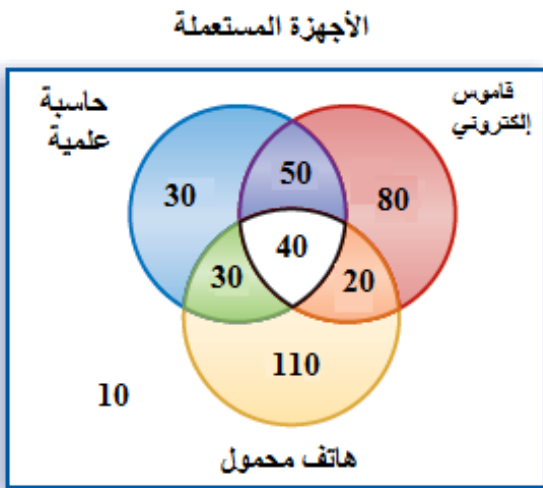 الأجهزة المستعملة
قاموس
إلكتروني
حاسبة
علمية
50
30
80
40
30
20
110
10
هاتف محمول